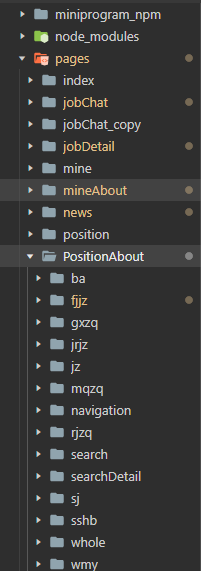 miniprogram_npm
node_modules
pages
index
jobChat
jobChat_copy
jobDetail
mine
mineAbout
news
position
PositionAbout
ba
fjjz
gxzq
jrjz
jz
mqzq
navigation
rjzq
search
searchDetail
sj
sshb
whole
wmy